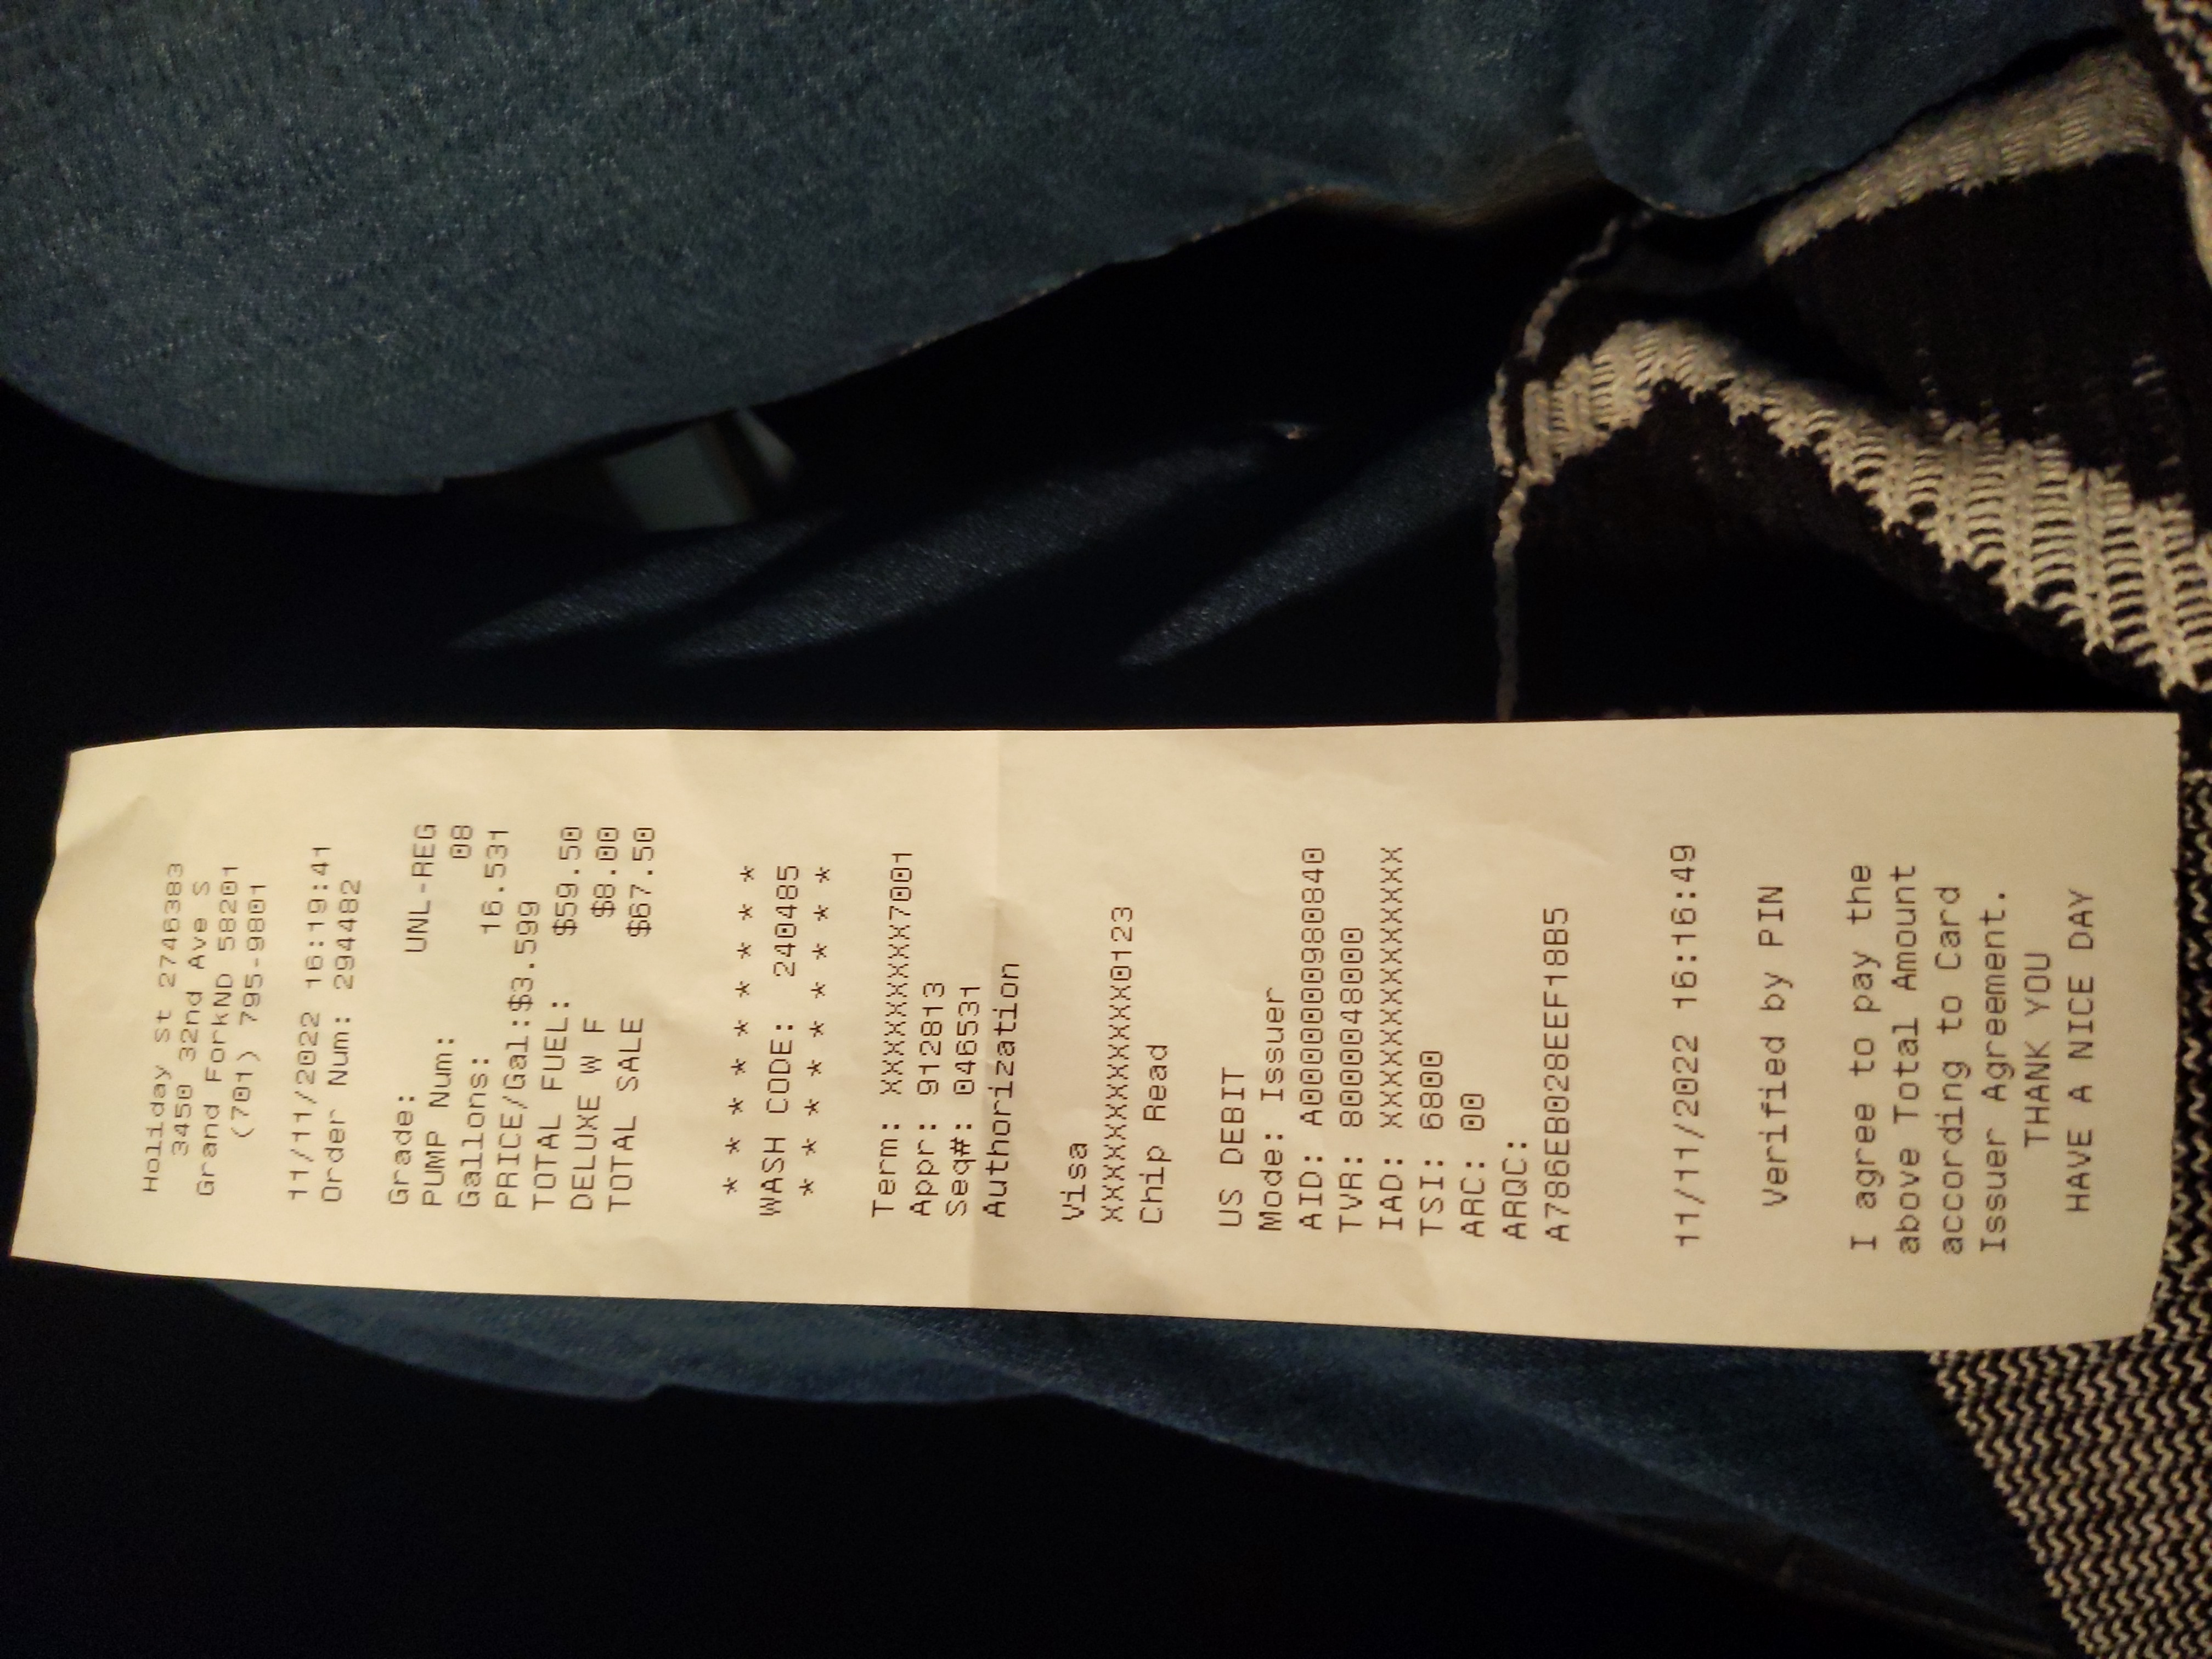 Holiday St 2746383
3450 32nd Ave S
Grand ForkND 58201
(701) 795-9801
11/11/2022 16:19:41
Order Num: 294482
Grade: UNL-REG
PUMP Num: 08
Gallons: 16.531
PRICE/Gal:$3.599
TOTAL FUEL: $59.50
DELUXE W F $8.00
TOTAL SALE $67.50
* * * * * * * * *
WASH CODE: 240485
* * * * * * * * *
Term: XXXXXXXXXX7001
Appr: 912813
Seq#: 046531
Authorization
Visa
XXXXXXXXXXXXXXX0123
Chip Read
US DEBIT
Mode: Issuer
AID: A0000000980840
TVR: 8000048000
IAD: XXXXXXXXXXXXXX
TSI: 6800
ARC: 00
ARQC:
A786EB028EEF18B5
11/11/2022 16:16:49
Verified by PIN
I agree to pay the
above Total Amount
according to Card
Issuer Agreement.
THANK YOU
HAVE A NICE DAY